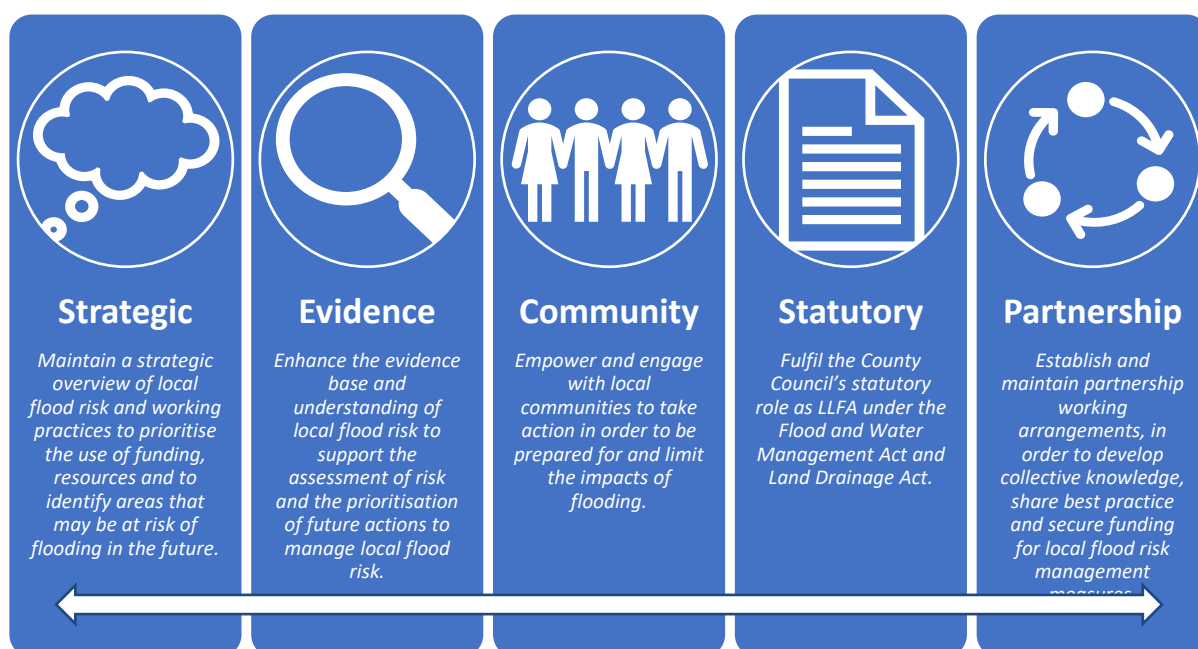 Strategic
Maintain a strategic
overview of local
flood risk and working
practices to prioritise
the use of funding,
resources and to
identify areas that
may be at risk of
flooding in the future.
Evidence
Enhance the evidence
base and
understanding of
local flood risk to
support the
assessment of risk
and the prioritisation
of future actions to
manage local flood
risk.
Community
Empower and engage
with local
communities to take
action in order to be
prepared for and limit
the impacts of
flooding.
Statutory
Fulfil the County
Council's statutory
role as LLFA under the
Flood and Water
Management Act and
Land Drainage Act.
Partnership
Establish and
maintain partnership
working
arrangements, in
order to develop
collective knowledge,
share best practice
and secure funding
for local flood risk
management
measures